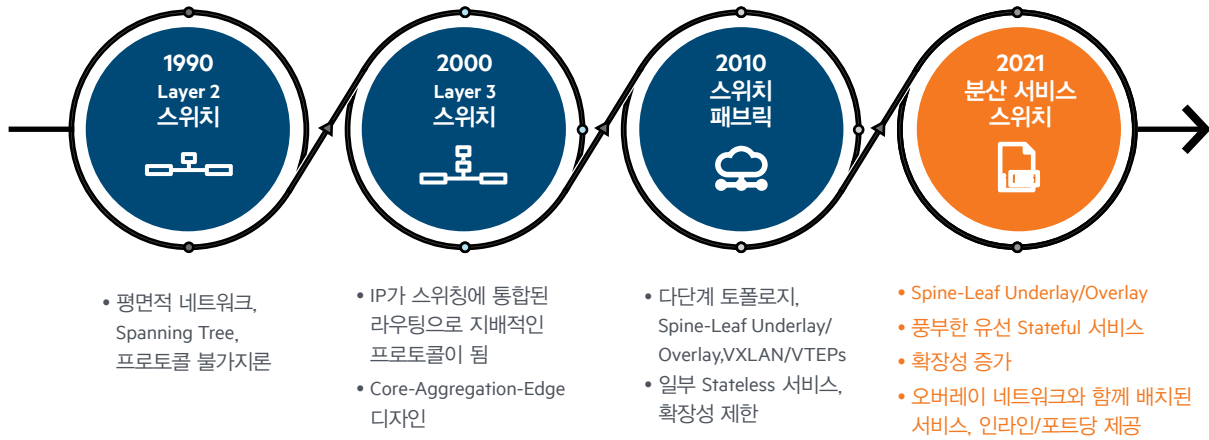 1990
Layer 2
스위치
2000
Layer 3
스위치
2010
스위치
패브릭
2021
분산 서비스
스위치
• 평면적 네트워크,
Spanning Tree,
프로토콜 불가지론
• IP가 스위칭에 통합된
라우팅으로 지배적인
프로토콜이 됨
• Core-Aggregation-Edge
디자인
• 다단계 토폴로지,
Spine-Leaf Underlay/
Overlay,VXLAN/VTEPs
• 일부 Stateless 서비스,
확장성 제한
• Spine-Leaf Underlay/Overlay
• 풍부한 유선 Stateful 서비스
• 확장성 증가
• 오버레이 네트워크와 함께 배치된
서비스, 인라인/포트당 제공